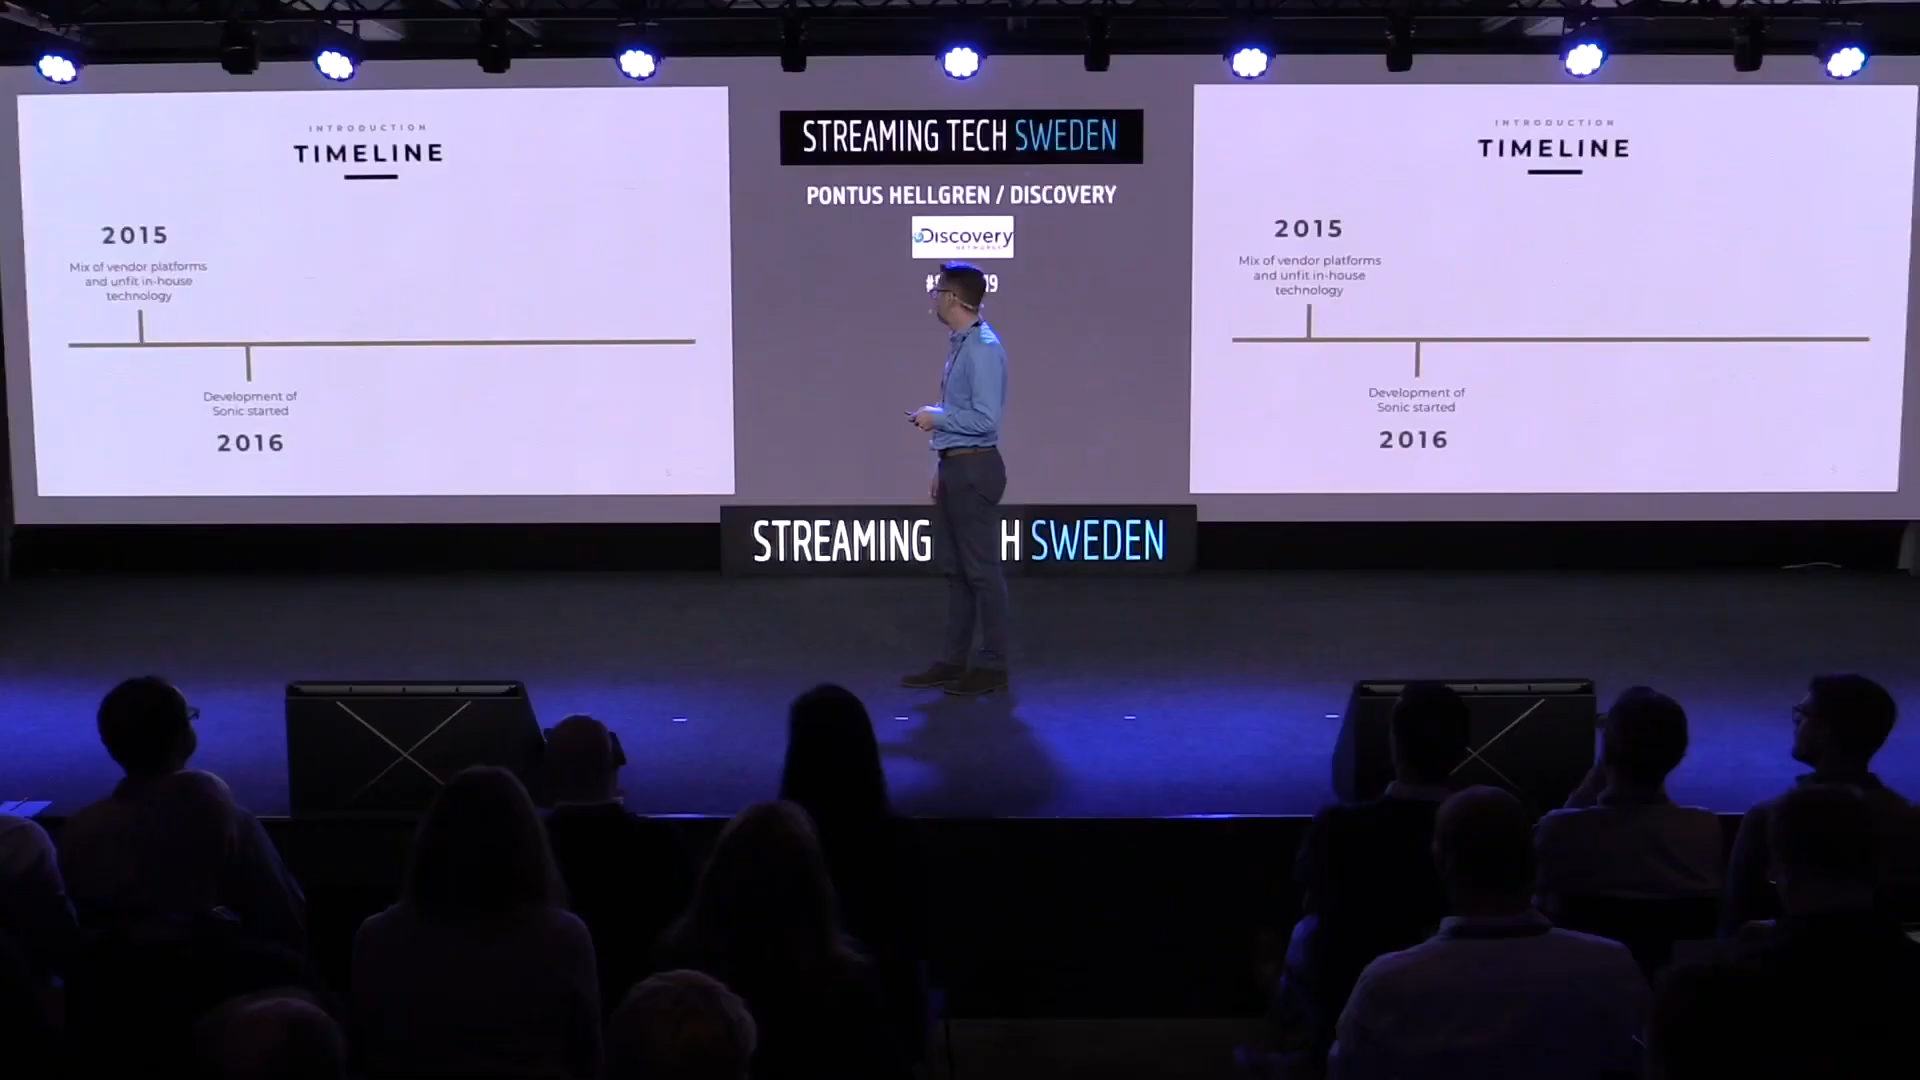 INTRODUCTION
TIMELINE
2015
Mix of vendor platforms
and unfit in-house
technology
Development of
Sonic started
2016
STREAMING TECH SWEDEN
PONTUS HELLGREN / DISCOVERY
Discovery
NETWORKS
STREAMING H SWEDEN
INTRODUCTION
TIMELINE
2015
Mix of vendor platforms
and unfit in-house
technology
Development of
Sonic started
2016